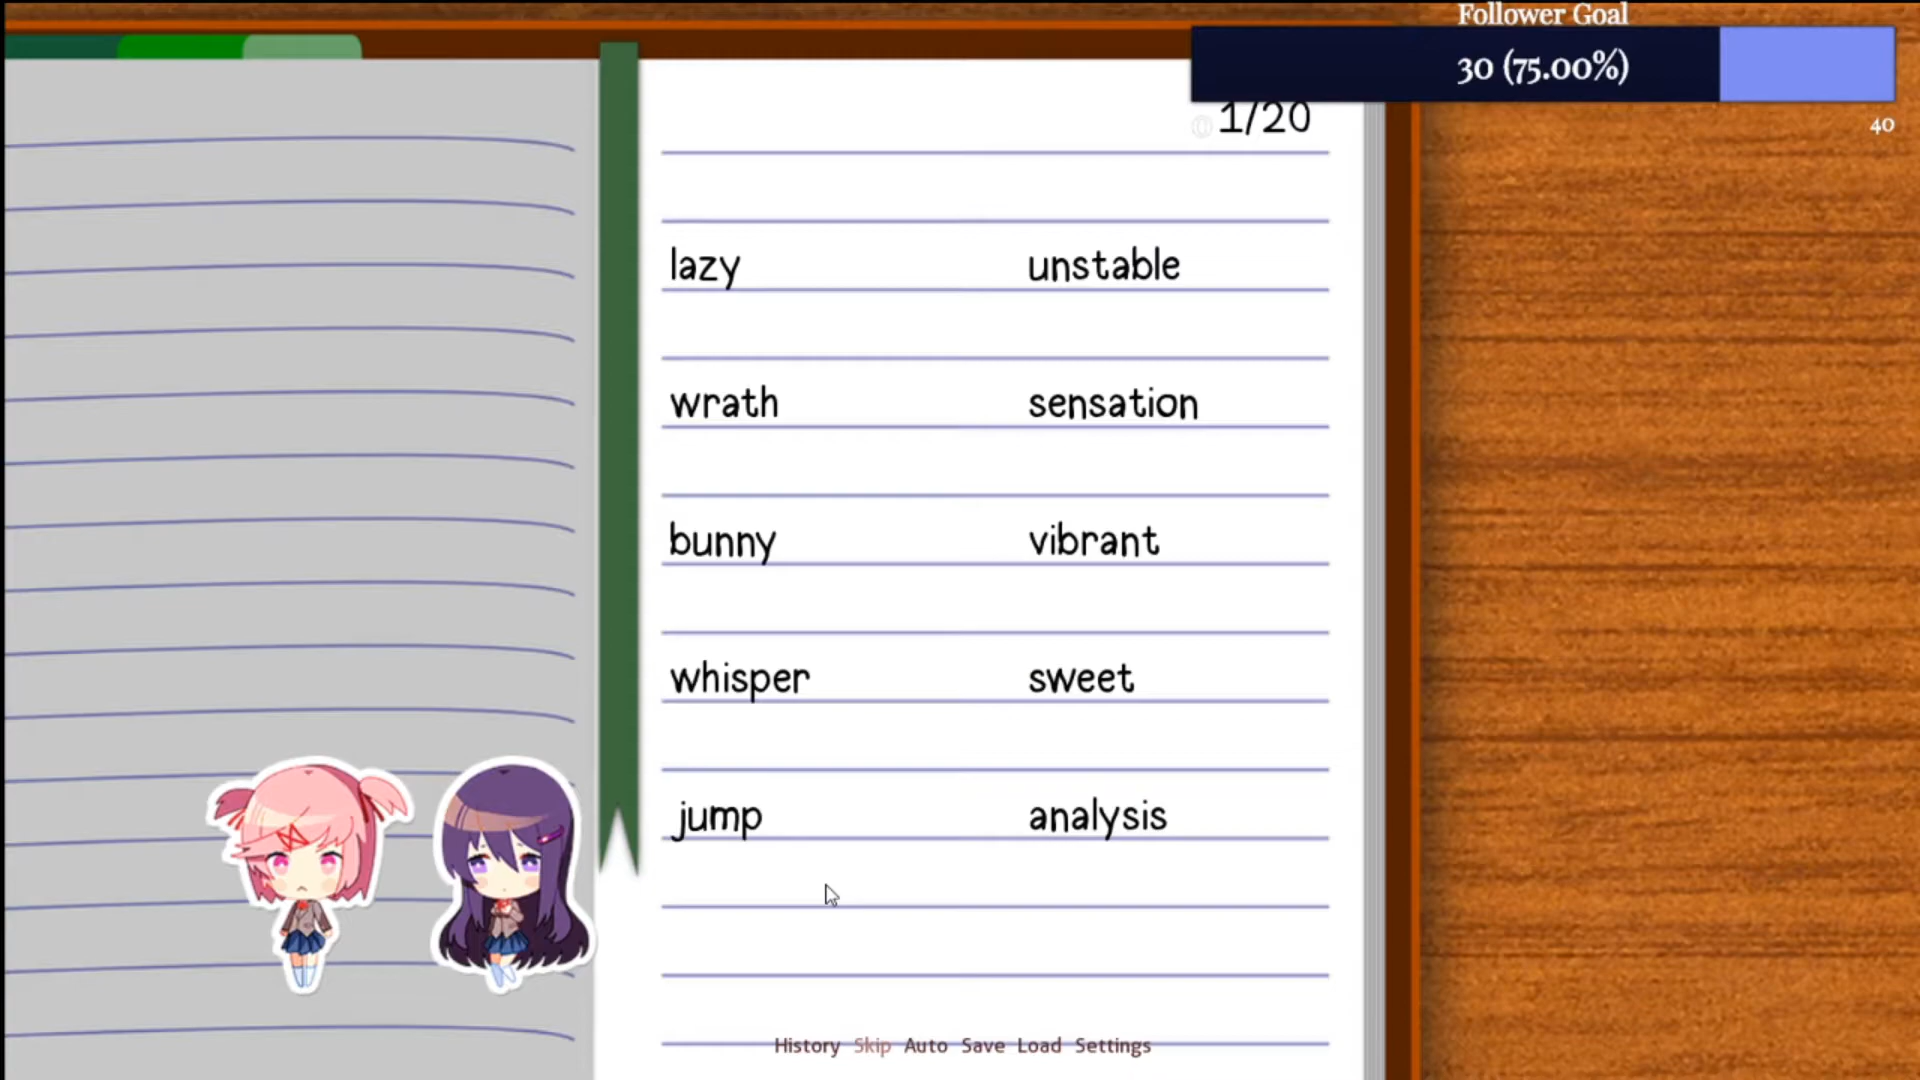 Follower Goal
30 (75.00%)
40
1/20
lazy unstable
wrath sensation
bunny vibrant
whisper sweet
jump analysis
History Skip Auto Save Load Settings